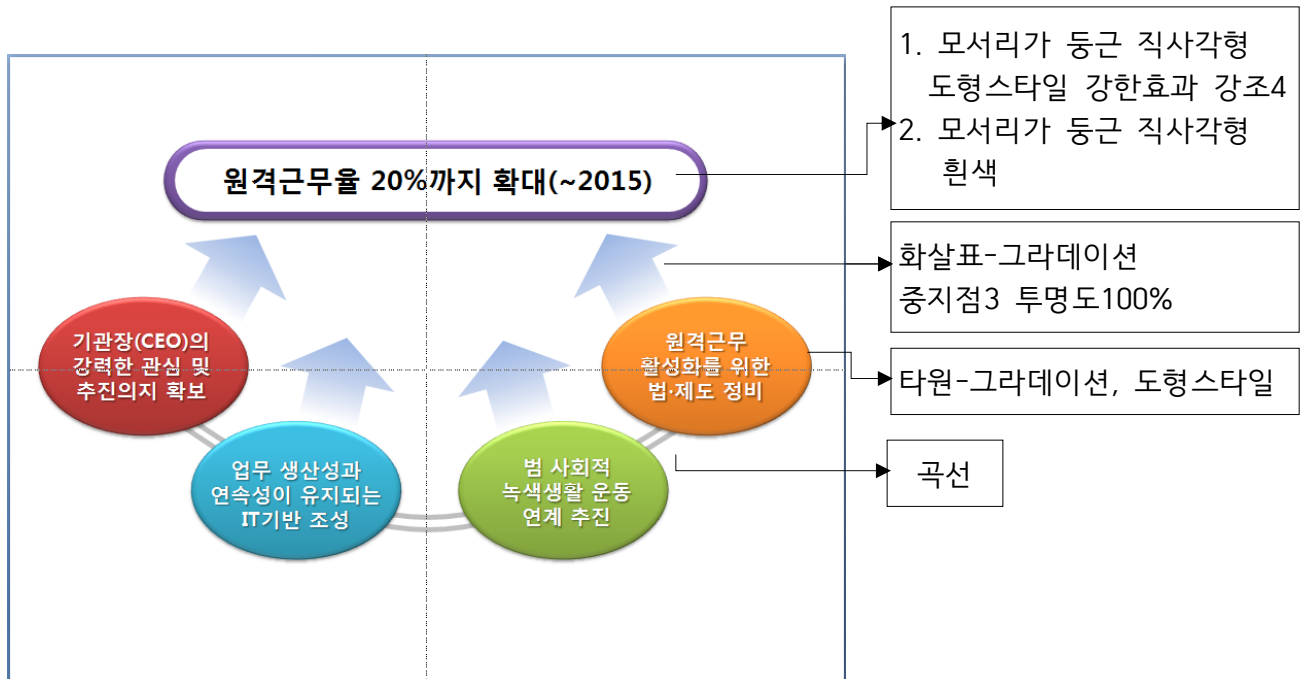 1. 모서리가 둥근 직사각형
도형스타일 강한효과 강조4
2. 모서리가 둥근 직사각형
흰색
원격근무율 20%까지 확대(~2015)
화살표-그라데이션
중지점3 투명도100%
기관장(CEO)의
강력한 관심 및
추진의지 확보
원격근무
활성화를 위한
법·제도 정비
타원-그라데이션, 도형스타일
업무 생산성과
연속성이 유지되는
IT기반 조성
범 사회적
녹색생활 운동
연계 추진
곡선